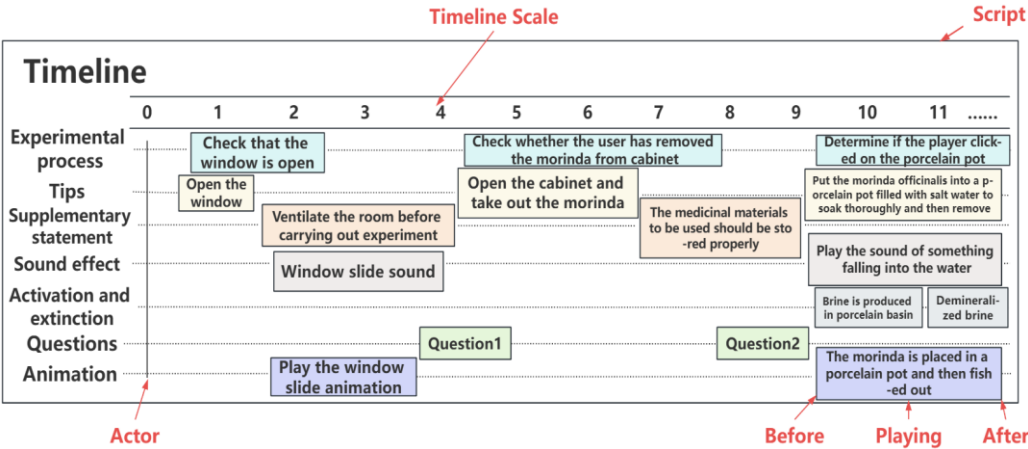 Timeline Scale
Script
Timeline
0 1 2 3 4 5 6 7 8 9 10 11 ......
Experimental
process
Check that the
window is open
Check whether the user has removed
the morinda from cabinet
Determine if the player click-
ed on the porcelain pot
Tips
Open the
window
Open the cabinet and
take out the morinda
Put the morinda officinalis into a p-
orcelain pot filled with salt water to
soak thoroughly and then remove
Supplementary
statement
Ventilate the room before
carrying out experiment
The medicinal materials
to be used should be sto
-red properly
Sound effect
Window slide sound
Play the sound of something
falling into the water
Activation and
extinction
Brine is produced
in porcelain basin
Deminerali-
zed brine
Questions
Question1
Question2
Animation
Play the window
slide animation
The morinda is placed in a
porcelain pot and then fish
-ed out
Actor
Before
Playing
After